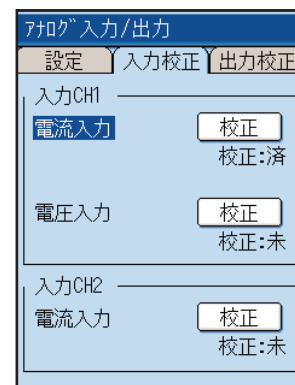 アナログ入力/出力
設定 入力校正 出力校正
入力CH1
電流入力 校正
校正:済
電圧入力 校正
校正:未
入力CH2
電流入力 校正
校正:未